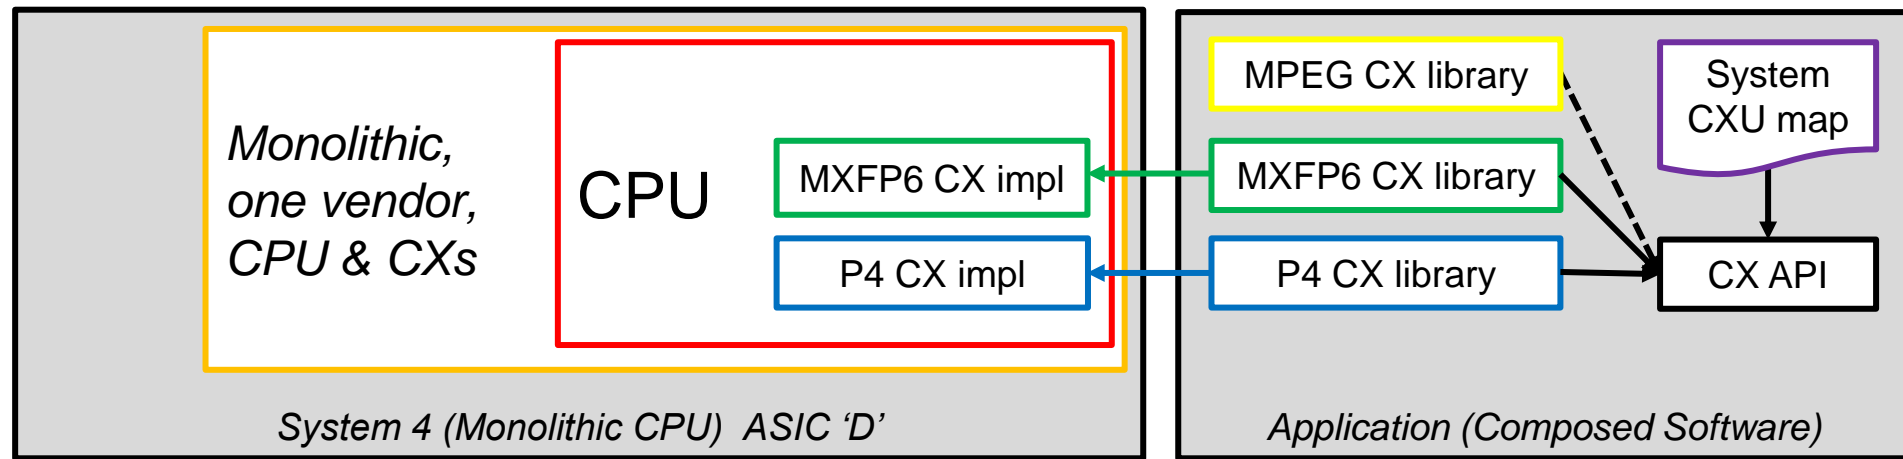 Monolithic,
one vendor,
CPU & CXs
CPU
MXFP6 CX impl
P4 CX impl
System 4 (Monolithic CPU)  ASIC ‘D’
MPEG CX library
MXFP6 CX library
P4 CX library
System
CXU map
CX API
Application (Composed Software)